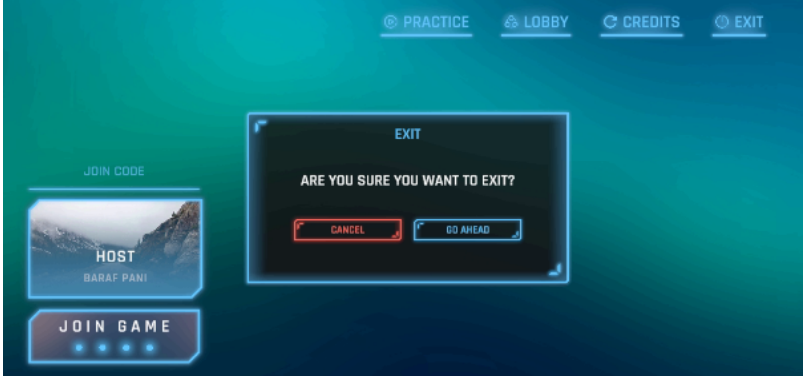 PRACTICE LOBBY CREDITS EXIT
EXIT
ARE YOU SURE YOU WANT TO EXIT?
CANCEL GO AHEAD
JOIN CODE
HOST
BARAF PANI
JOIN GAME